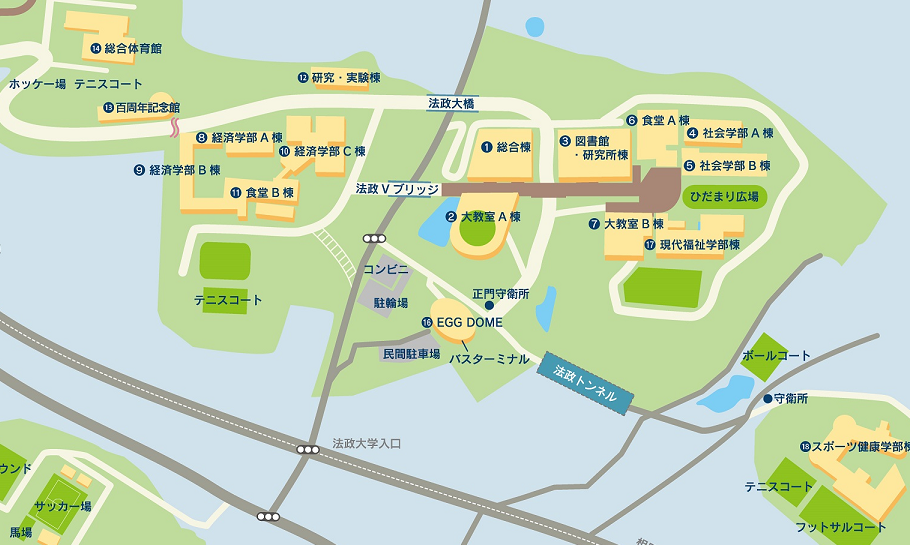 ⑭ 総合体育館
ホッケー場
テニスコート
⑫ 研究・実験棟
⑬ 百周年記念館
法政大橋
⑧ 経済学部A棟
⑩ 経済学部C棟
⑨ 経済学部B棟
⑪ 食堂B棟
⑥ 食堂A棟
④ 社会学部A棟
① 総合棟
③ 図書館
・研究所棟
⑤ 社会学部B棟
法政Vブリッジ
ひだまり広場
② 大教室A棟
⑦ 大教室B棟
⑰ 現代福祉学部棟
コンビニ
テニスコート
正門守衛所
駐輪場
⑯ EGG DOME
民間駐車場
バスターミナル
法政トンネル
ボールコート
守衛所
法政大学入口
⑱ スポーツ健康学部棟
ウンド
テニスコート
サッカー場
フットサルコート
馬場